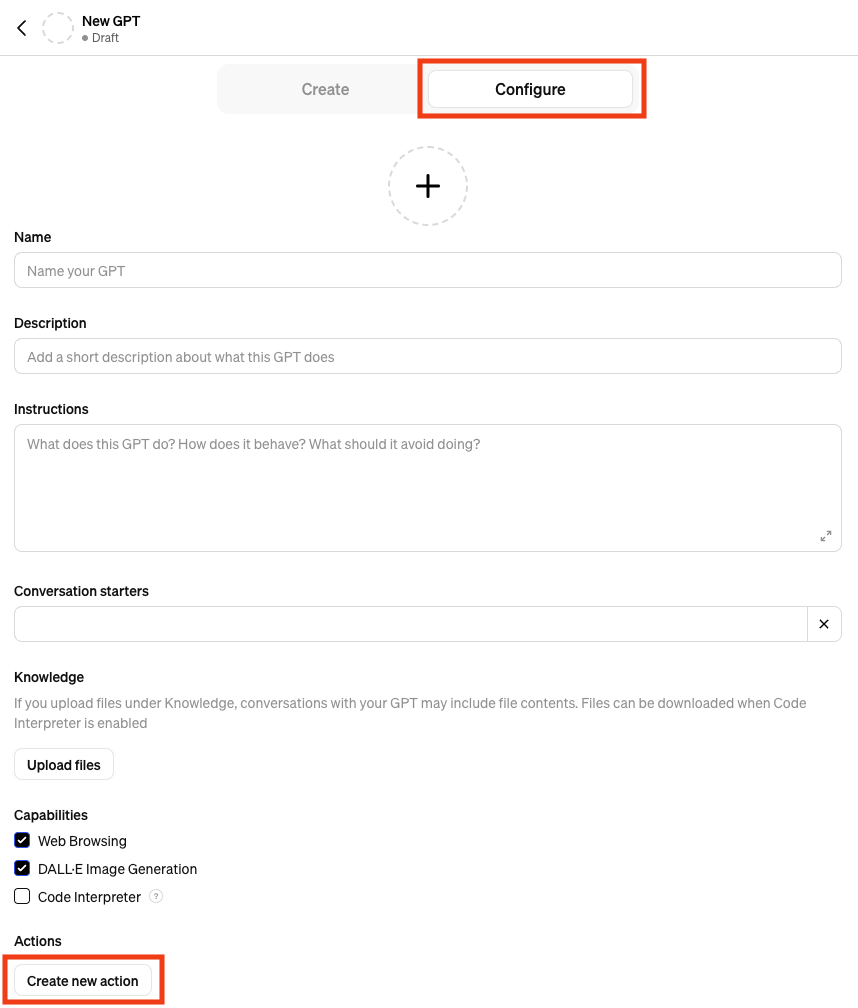 New GPT
Draft
Create
Configure
Name
Name your GPT
Description
Add a short description about what this GPT does
Instructions
What does this GPT do? How does it behave? What should it avoid doing?
Conversation starters
Knowledge
If you upload files under Knowledge, conversations with your GPT may include file contents. Files can be downloaded when Code
Interpreter is enabled
Upload files
Capabilities
Web Browsing
DALL·E Image Generation
Code Interpreter ?
Actions
Create new action